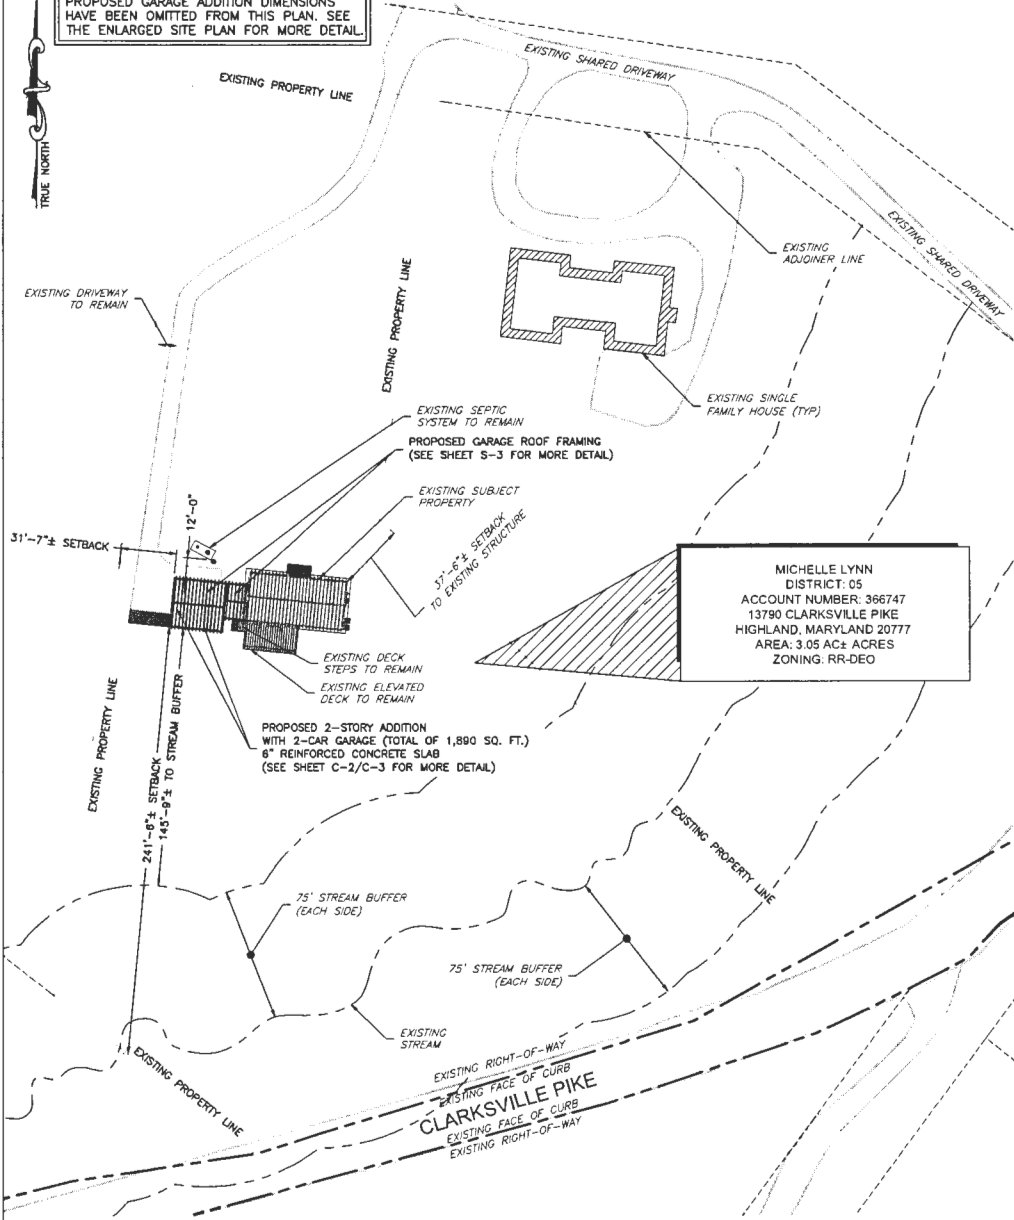 PROPOSED GARAGE ADDITION DIMENSIONS
HAVE BEEN OMITTED FROM THIS PLAN. SEE
THE ENLARGED SITE PLAN FOR MORE DETAIL.
TRUE NORTH
EXISTING PROPERTY LINE
EXISTING SHARED DRIVEWAY
EXISTING SHARED DRIVEWAY
EXISTING
ADJOINER LINE
EXISTING DRIVEWAY
TO REMAIN
EXISTING PROPERTY LINE
EXISTING SINGLE
FAMILY HOUSE (TYP)
EXISTING SEPTIC
SYSTEM TO REMAIN
PROPOSED GARAGE ROOF FRAMING
(SEE SHEET S-3 FOR MORE DETAIL)
EXISTING SUBJECT
PROPERTY
12'-0"
31'-7"± SETBACK
37'-6"± SETBACK
TO EXISTING STRUCTURE
MICHELLE LYNN
DISTRICT: 05
ACCOUNT NUMBER: 366747
13790 CLARKSVILLE PIKE
HIGHLAND, MARYLAND 20777
AREA: 3.05 AC± ACRES
ZONING: RR-DEO
EXISTING DECK
STEPS TO REMAIN
EXISTING ELEVATED
DECK TO REMAIN
PROPOSED 2-STORY ADDITION
WITH 2-CAR GARAGE (TOTAL OF 1,890 SQ. FT.)
6" REINFORCED CONCRETE SLAB
(SEE SHEET C-2/C-3 FOR MORE DETAIL)
EXISTING PROPERTY LINE
241'-6"± SETBACK
145'-9"± TO STREAM BUFFER
EXISTING PROPERTY LINE
75' STREAM BUFFER
(EACH SIDE)
75' STREAM BUFFER
(EACH SIDE)
EXISTING
STREAM
EXISTING PROPERTY LINE
EXISTING RIGHT-OF-WAY
EXISTING FACE OF CURB
CLARKSVILLE PIKE
EXISTING FACE OF CURB
EXISTING RIGHT-OF-WAY